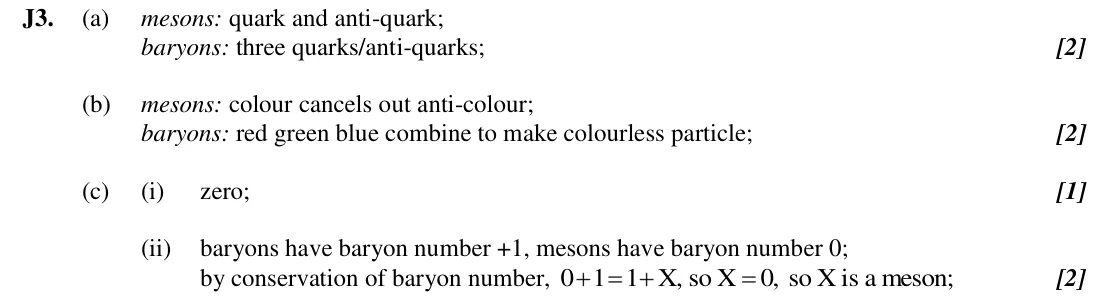 J3. (a) mesons: quark and anti-quark;
baryons: three quarks/anti-quarks; [2]
(b) mesons: colour cancels out anti-colour;
baryons: red green blue combine to make colourless particle; [2]
(c) (i) zero; [1]
(ii) baryons have baryon number +1, mesons have baryon number 0;
by conservation of baryon number, 0+1=1+X, so X=0, so X is a meson; [2]